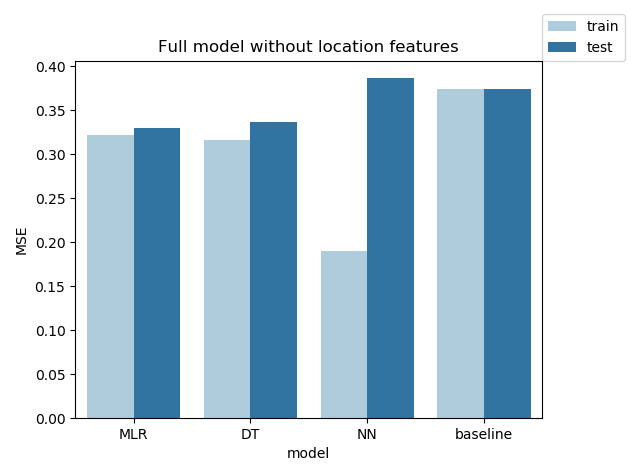 train
test
Full model without location features
0.40
0.35
0.30
0.25
0.20
0.15
0.10
0.05
0.00
MSE
MLR DT NN baseline
model